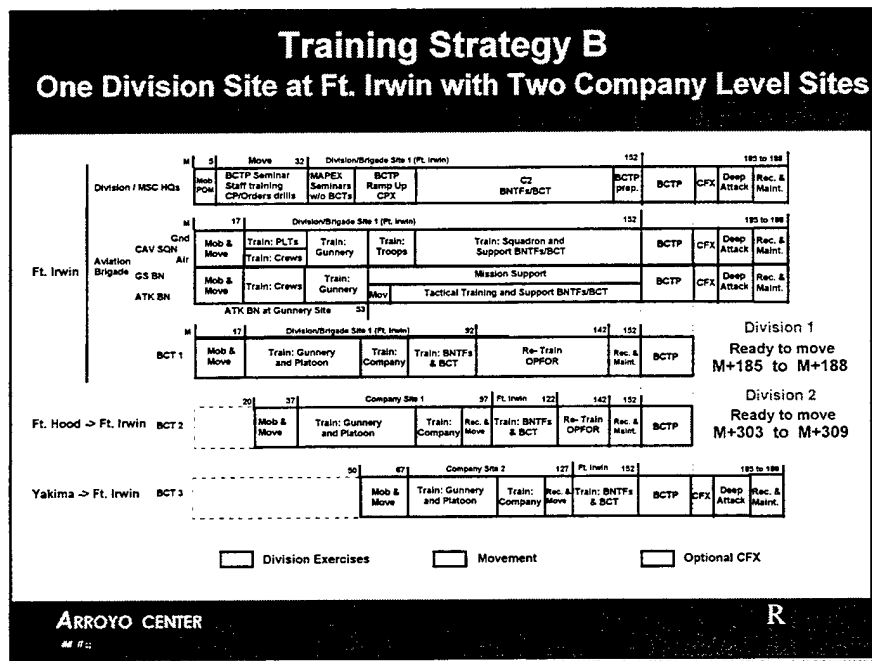 Training Strategy B
One Division Site at Ft. Irwin with Two Company Level Sites
M 5 Move 32 Division/Brigade Site 1 (Ft. Irwin) 152 185 to 188
Division / MSC HQs
Mob POM
BCTP Seminar
Staff training
CP/Orders drills
MAPEX
Seminars
w/o BCTs
BCTP
Ramp Up
CPX
C2
BNTFs/BCT
BCTP
prep.
BCTP
CFX
Deep
Attack
Rec. &
Maint.
Ft. Irwin
M 17 Division/Brigade Site 1 (Ft. Irwin) 152 185 to 188
Aviation
Brigade
Gnd
CAV SQN
Air
Mob &
Move
Train: PLTs
Train: Crews
Train:
Gunnery
Train:
Troops
Train: Squadron and
Support BNTFs/BCT
BCTP
CFX
Deep
Attack
Rec. &
Maint.
GS BN
ATK BN
Mob &
Move
Train: Crews
Train:
Gunnery
Mission Support
Mov
Tactical Training and Support BNTFs/BCT
BCTP
CFX
Deep
Attack
Rec. &
Maint.
ATK BN at Gunnery Site 53
M 17 Division/Brigade Site 1 (Ft. Irwin) 92 142 152
BCT 1
Mob &
Move
Train: Gunnery
and Platoon
Train:
Company
Train: BNTFs
& BCT
Re-Train
OPFOR
Rec. &
Maint.
BCTP
Division 1
Ready to move
M+185 to M+188
20 37 Company Site 1 97 Ft. Irwin 122 142 152
Ft. Hood -> Ft. Irwin BCT 2
Mob &
Move
Train: Gunnery
and Platoon
Train:
Company
Rec. &
Move
Train: BNTFs
& BCT
Re- Train
OPFOR
Rec. &
Maint.
BCTP
Division 2
Ready to move
M+303 to M+309
50 67 Company Site 2 127 Ft. Irwin 152 185 to 188
Yakima -> Ft. Irwin BCT 3
Mob &
Move
Train: Gunnery
and Platoon
Train:
Company
Rec. &
Move
Train: BNTFs
& BCT
BCTP
CFX
Deep
Attack
Rec. &
Maint.
Division Exercises
Movement
Optional CFX
ARROYO CENTER
R